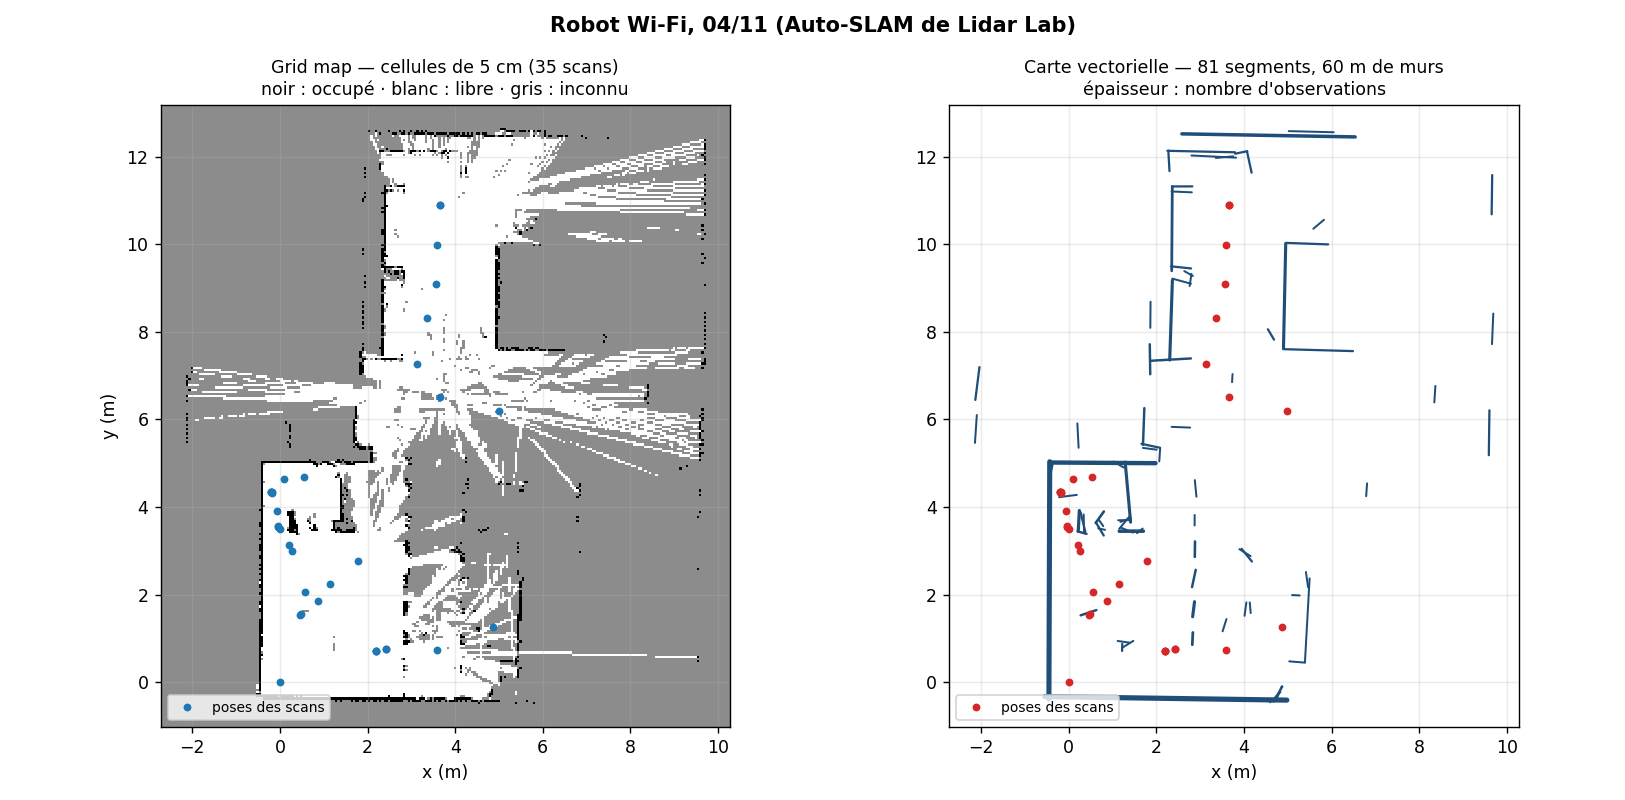 Robot Wi-Fi, 04/11 (Auto-SLAM de Lidar Lab)
Grid map — cellules de 5 cm (35 scans)
noir : occupé · blanc : libre · gris : inconnu
12
10
8
6
4
2
0
y (m)
poses des scans
−2
0
2
4
6
8
10
x (m)
Carte vectorielle — 81 segments, 60 m de murs
épaisseur : nombre d'observations
12
10
8
6
4
2
0
poses des scans
−2
0
2
4
6
8
10
x (m)